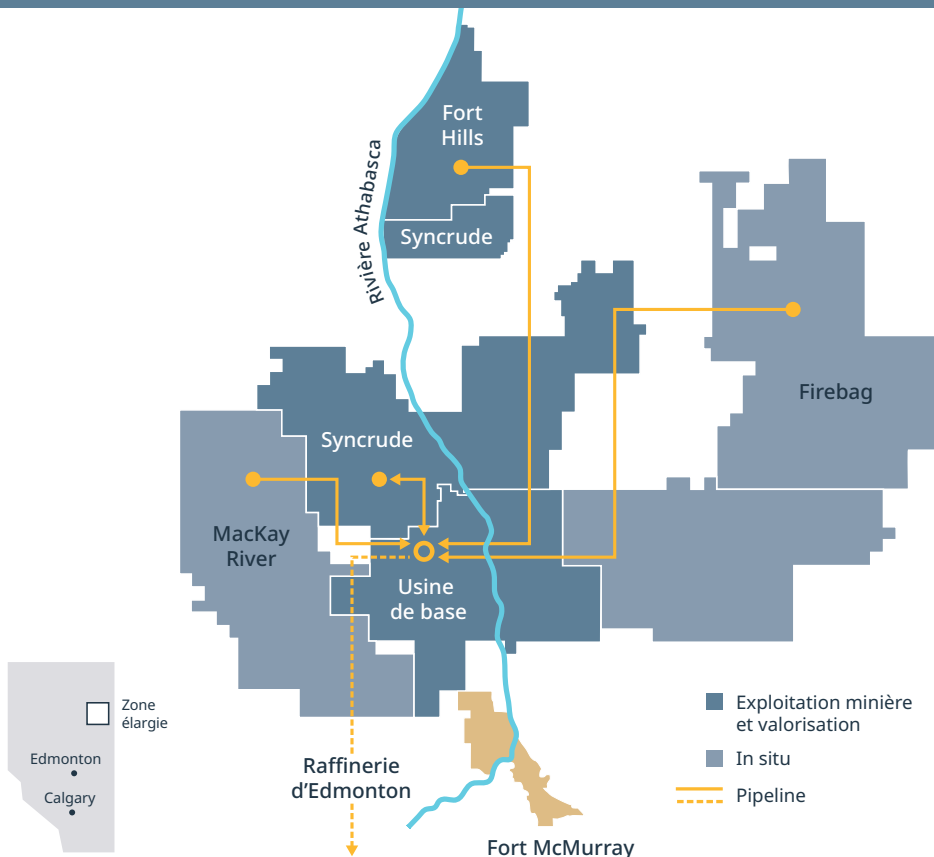 Fort
Hills
Rivière Athabasca
Syncrude
Firebag
Syncrude
MacKay
River
Usine
de base
Zone
élargie
Edmonton
Calgary
Raffinerie
d'Edmonton
Fort McMurray
Exploitation minière
et valorisation
In situ
Pipeline